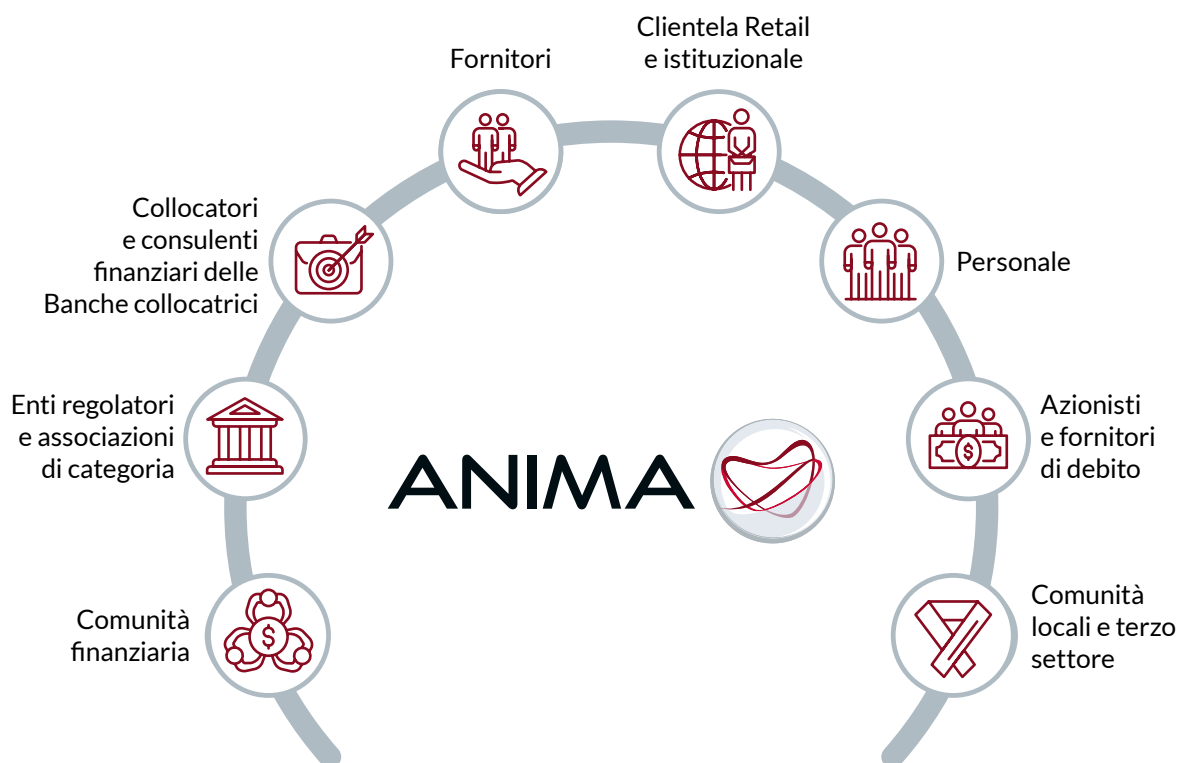 Clientela Retail
e istituzionale
Fornitori
Collocatori
e consulenti
finanziari delle
Banche collocatrici
Personale
Enti regolatori
e associazioni
di categoria
Azionisti
e fornitori
di debito
ANIMA
Comunità
finanziaria
Comunità
locali e terzo
settore
$
$